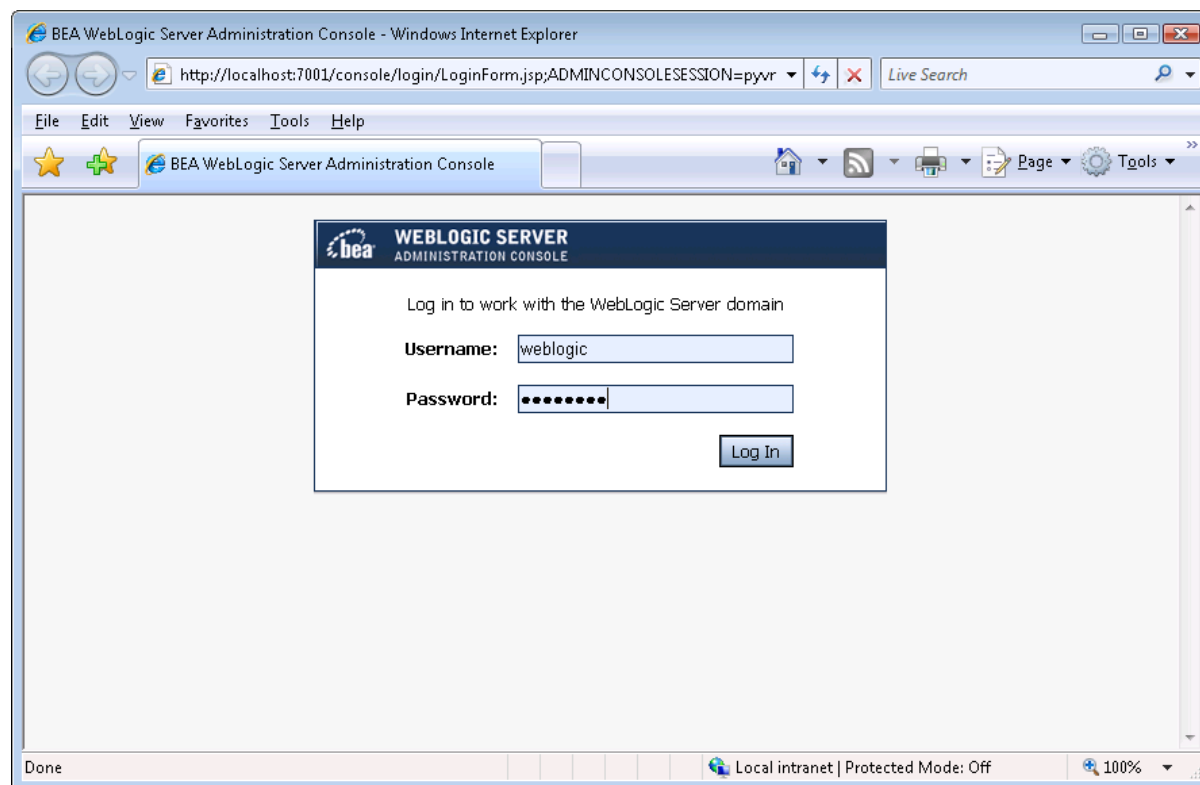 BEA WebLogic Server Administration Console - Windows Internet Explorer
http://localhost:7001/console/login/LoginForm.jsp;ADMINCONSOLESESSION=pyvr
Live Search
File Edit View Favorites Tools Help
BEA WebLogic Server Administration Console
Page
Tools
»
bea
WEBLOGIC SERVER
ADMINISTRATION CONSOLE
Log in to work with the WebLogic Server domain
Username: weblogic
Password: ●●●●●●●●
Log In
Done
Local intranet | Protected Mode: Off
100%